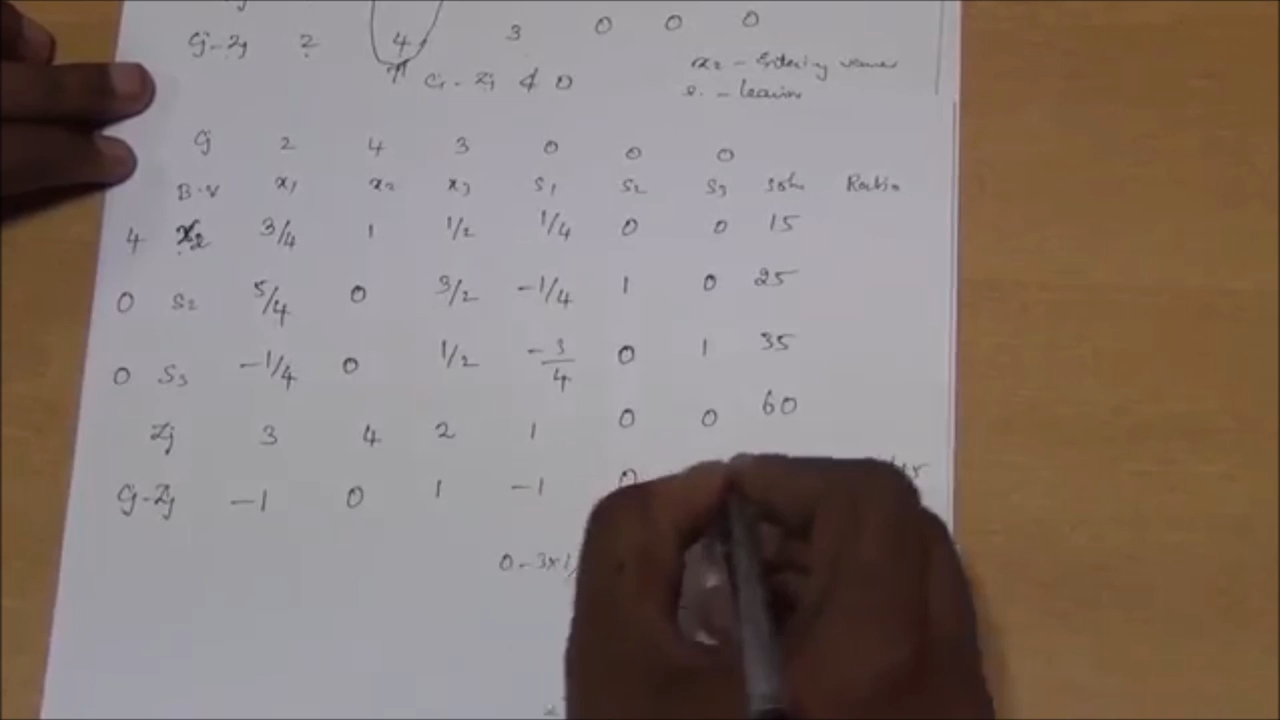 Cj-Zj 2 4 3 0 0 0
x2 - Entering
Cj - Zj ≮ 0
- leaving
Cj 2 4 3 0 0 0
B.V x1 x2 x3 S1 S2 S3 Soln Ratio
4 x2 3/4 1 1/2 1/4 0 0 15
0 S2 5/4 0 3/2 -1/4 1 0 25
0 S3 -1/4 0 1/2 -3/4 0 1 35
Zj 3 4 2 1 0 0 60
Cj-Zj -1 0 1 -1 0
0-3x1/